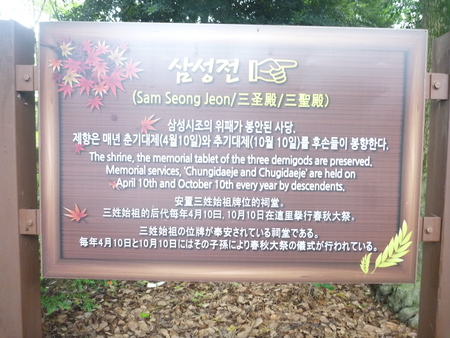 삼성전
(Sam Seong Jeon/三圣殿/三聖殿)
삼성시조의 위패가 봉안된 사당.
제향은 매년 춘기대제(4월10일)와 추기대제(10월 10일)를 후손들이 봉향한다.
The shrine, the memorial tablet of the three demigods are preserved.
Memorial services, 'Chungidaeje and Chugidaeje' are held on
April 10th and October 10th every year by descendents.
安置三姓始祖牌位的祠堂.
三姓始祖的后代每年4月10曰, 10月10日在這里舉行春秋大祭.
三姓始祖の位牌が奉安されている祠堂である。
每年4月10日と10月10日にはその子孫により春秋大祭の儀式が行われている。